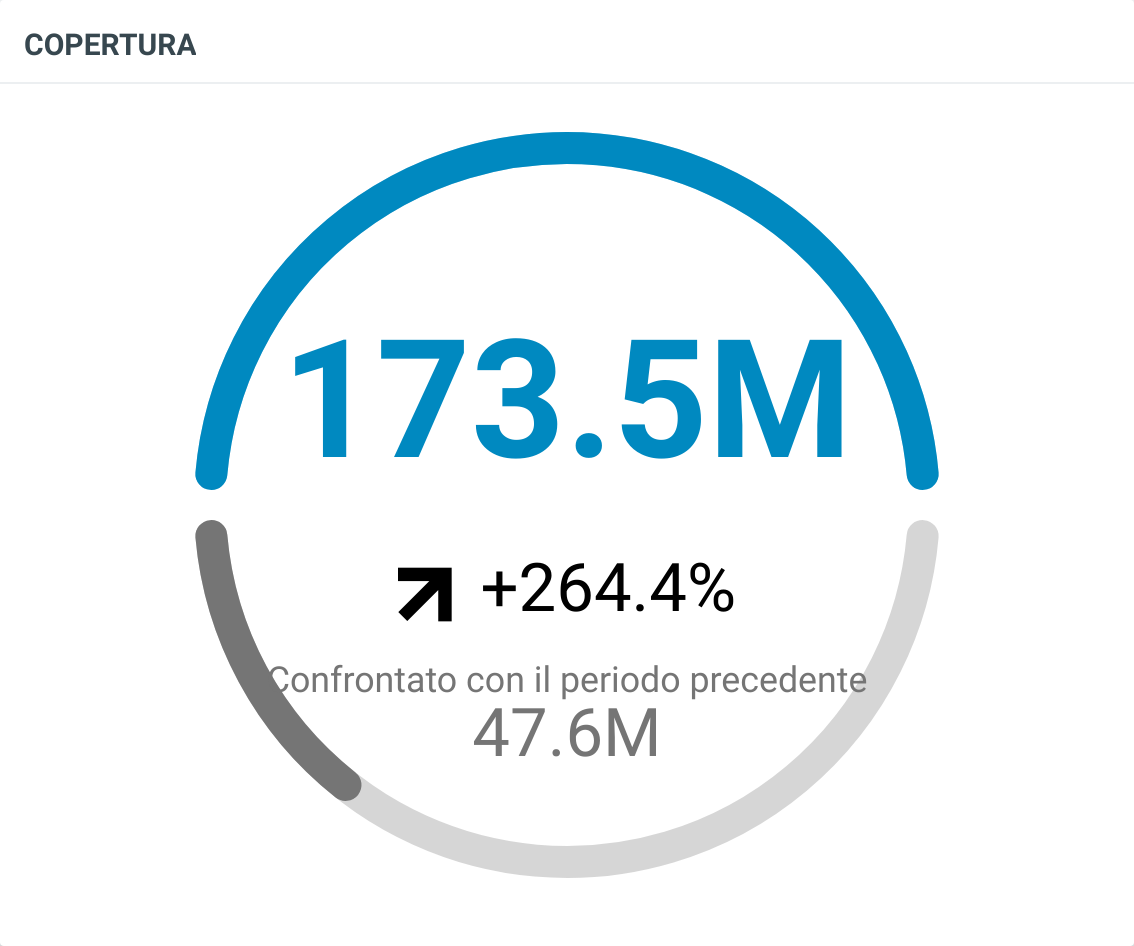 COPERTURA
173.5M
+264.4%
Confrontato con il periodo precedente
47.6M